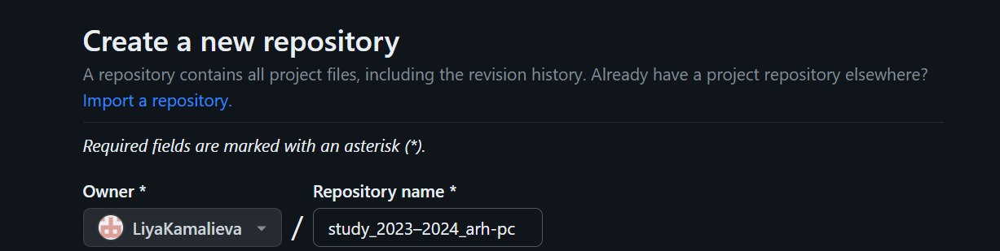 Create a new repository
A repository contains all project files, including the revision history. Already have a project repository elsewhere?
Import a repository.
Required fields are marked with an asterisk (*).
Owner * Repository name *
LiyaKamalieva / study_2023–2024_arh-pc